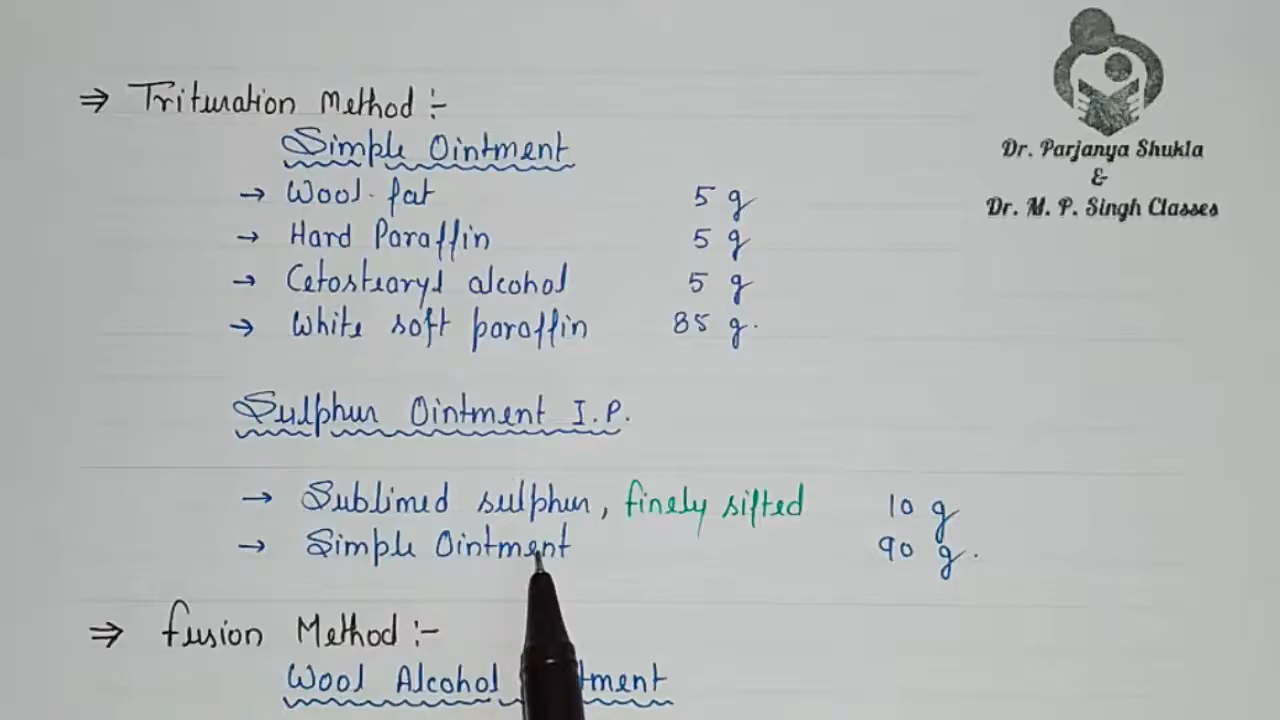 ⇒ Trituration Method :-
Simple Ointment
→ Wool fat 5 g
→ Hard Paraffin 5 g
→ Cetostearyl alcohol 5 g
→ White soft paraffin 85 g.
Sulphur Ointment I.P.
→ Sublimed sulphur, finely sifted 10 g
→ Simple Ointment 90 g.
⇒ Fusion Method :-
Wool Alcohol tment
Dr. Parjanya Shukla
&
Dr. M. P. Singh Classes